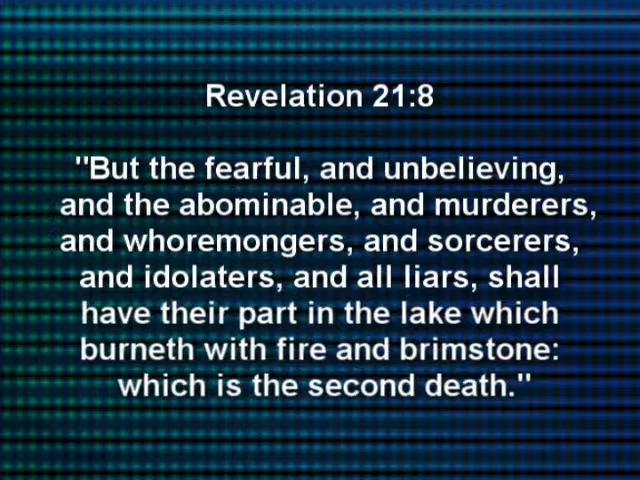 Revelation 21:8
"But the fearful, and unbelieving,
and the abominable, and murderers,
and whoremongers, and sorcerers,
and idolaters, and all liars, shall
have their part in the lake which
burneth with fire and brimstone:
which is the second death."